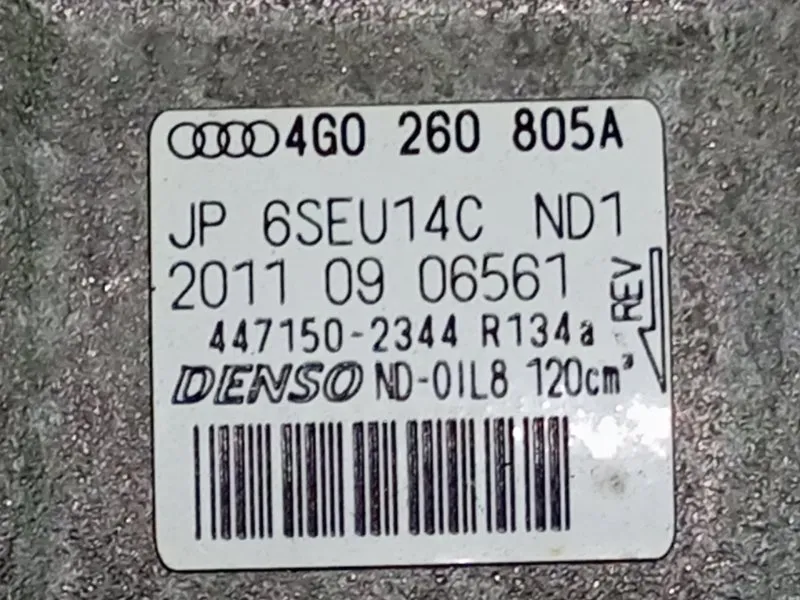 4G0 260 805A
JP 6SEU14C ND1
2011 09 06561
REV
447150-2344 R134a
DENSO ND-OIL8 120cm³